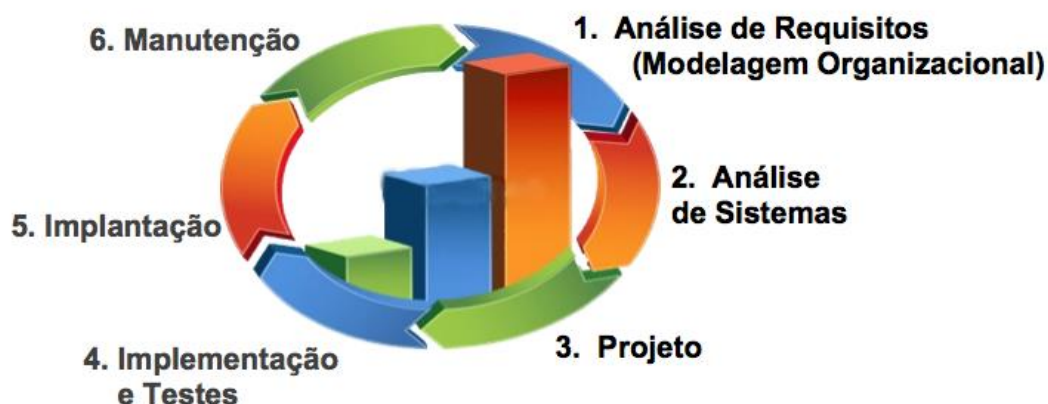 1. Análise de Requisitos
(Modelagem Organizacional)
2. Análise
de Sistemas
3. Projeto
4. Implementação
e Testes
5. Implantação
6. Manutenção